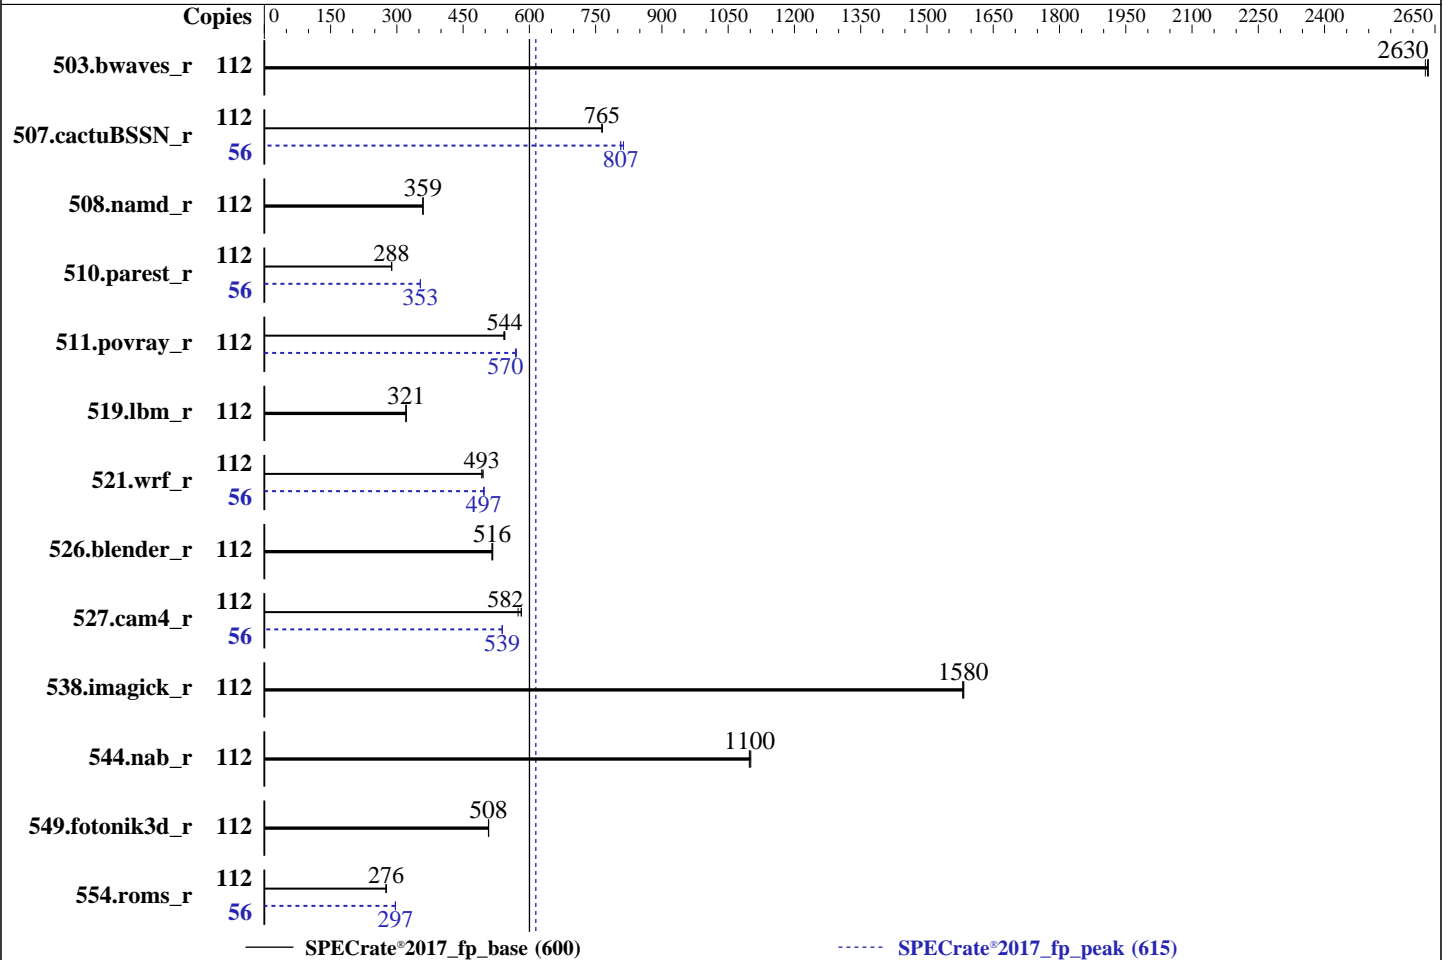 Copies 0 150 300 450 600 750 900 1050 1200 1350 1500 1650 1800 1950 2100 2250 2400 2650
503.bwaves_r 112 2630
507.cactuBSSN_r 112 765
56 807
508.namd_r 112 359
510.parest_r 112 288
56 353
511.povray_r 112 544
570
519.lbm_r 112 321
521.wrf_r 112 493
56 497
526.blender_r 112 516
527.cam4_r 112 582
56 539
538.imagick_r 112 1580
544.nab_r 112 1100
549.fotonik3d_r 112 508
554.roms_r 112 276
56 297
SPECrate®2017_fp_base (600) SPECrate®2017_fp_peak (615)